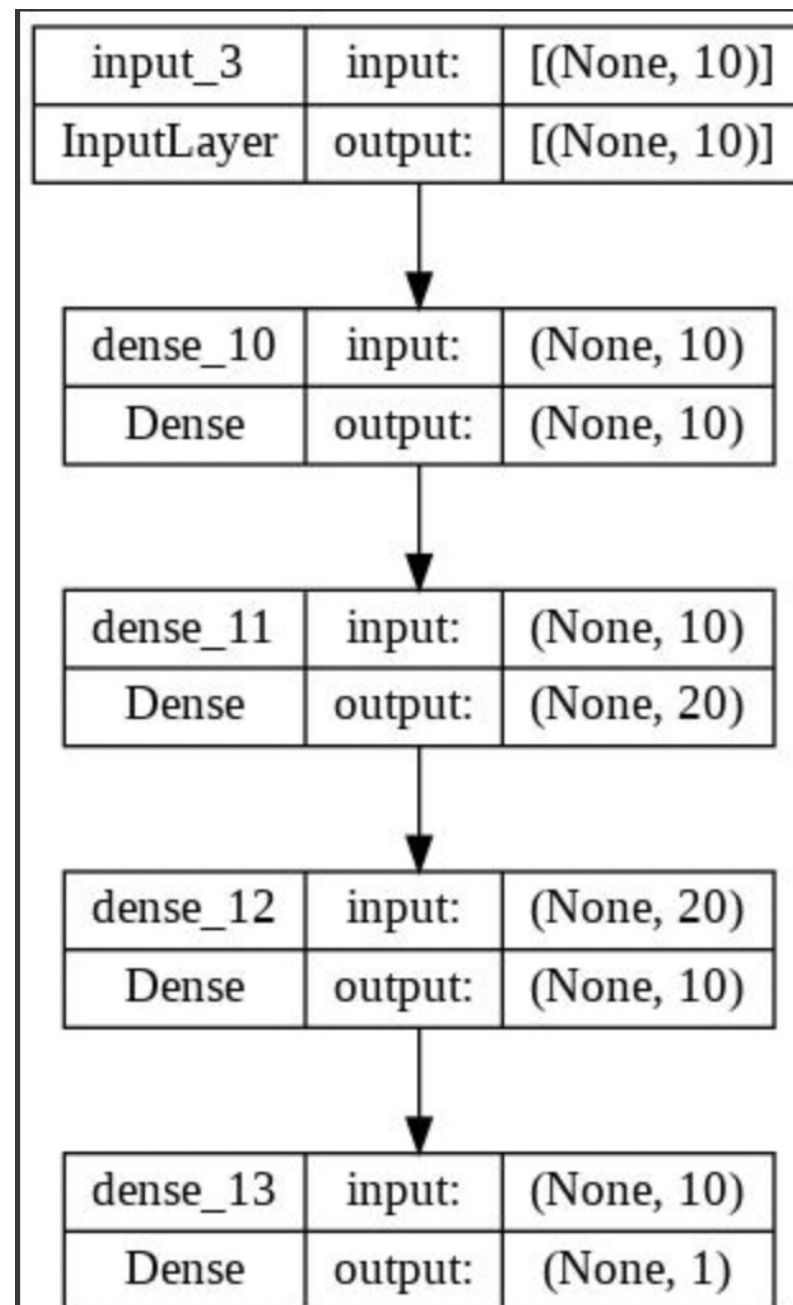 input_3 input: [(None, 10)]
InputLayer output: [(None, 10)]
dense_10 input: (None, 10)
Dense output: (None, 10)
dense_11 input: (None, 10)
Dense output: (None, 20)
dense_12 input: (None, 20)
Dense output: (None, 10)
dense_13 input: (None, 10)
Dense output: (None, 1)